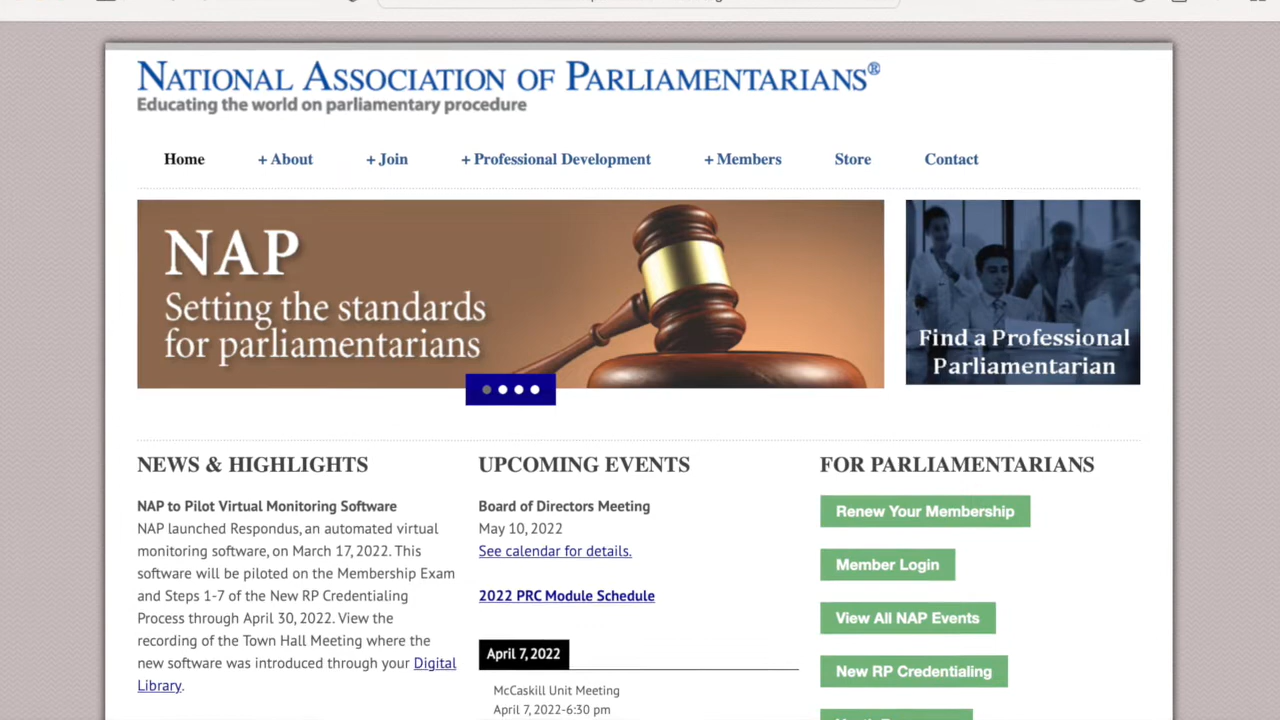 NATIONAL ASSOCIATION OF PARLIAMENTARIANS®
Educating the world on parliamentary procedure
Home + About + Join + Professional Development + Members Store Contact
NAP
Setting the standards
for parliamentarians
Find a Professional
Parliamentarian
NEWS & HIGHLIGHTS
NAP to Pilot Virtual Monitoring Software
NAP launched Respondus, an automated virtual
monitoring software, on March 17, 2022. This
software will be piloted on the Membership Exam
and Steps 1-7 of the New RP Credentialing
Process through April 30, 2022. View the
recording of the Town Hall Meeting where the
new software was introduced through your Digital
Library.
UPCOMING EVENTS
Board of Directors Meeting
May 10, 2022
See calendar for details.
2022 PRC Module Schedule
April 7, 2022
McCaskill Unit Meeting
April 7, 2022-6:30 pm
FOR PARLIAMENTARIANS
Renew Your Membership
Member Login
View All NAP Events
New RP Credentialing